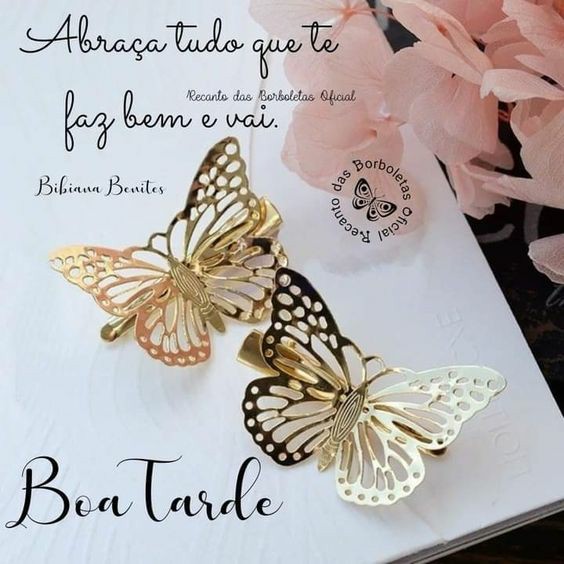 Abraça tudo que te
Recanto das Borboletas Oficial
faz bem e vai.
Bibiana Benites
Recanto das Borboletas Oficial
Boa Tarde